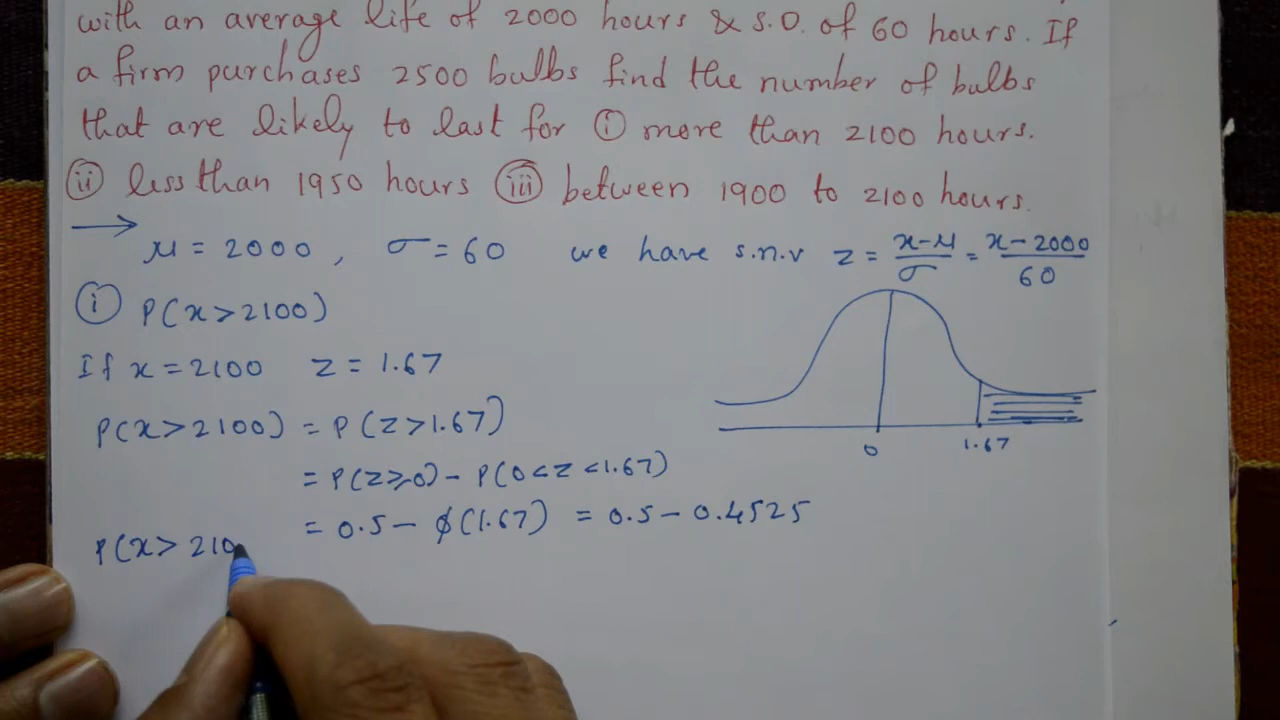 with an average life of 2000 hours & S.D. of 60 hours. If
a firm purchases 2500 bulbs find the number of bulbs
that are likely to last for (i) more than 2100 hours.
(ii) less than 1950 hours (iii) between 1900 to 2100 hours.
→ μ = 2000 , σ = 60 we have s.n.v z = x-μ/σ = x-2000/60
(i) P(x>2100)
If x = 2100 z = 1.67
P(x>2100) = P(z>1.67)
= P(z≥0) - P(0<z<1.67)
= 0.5 - ϕ(1.67) = 0.5 - 0.4525
P(x> 210
0 1.67